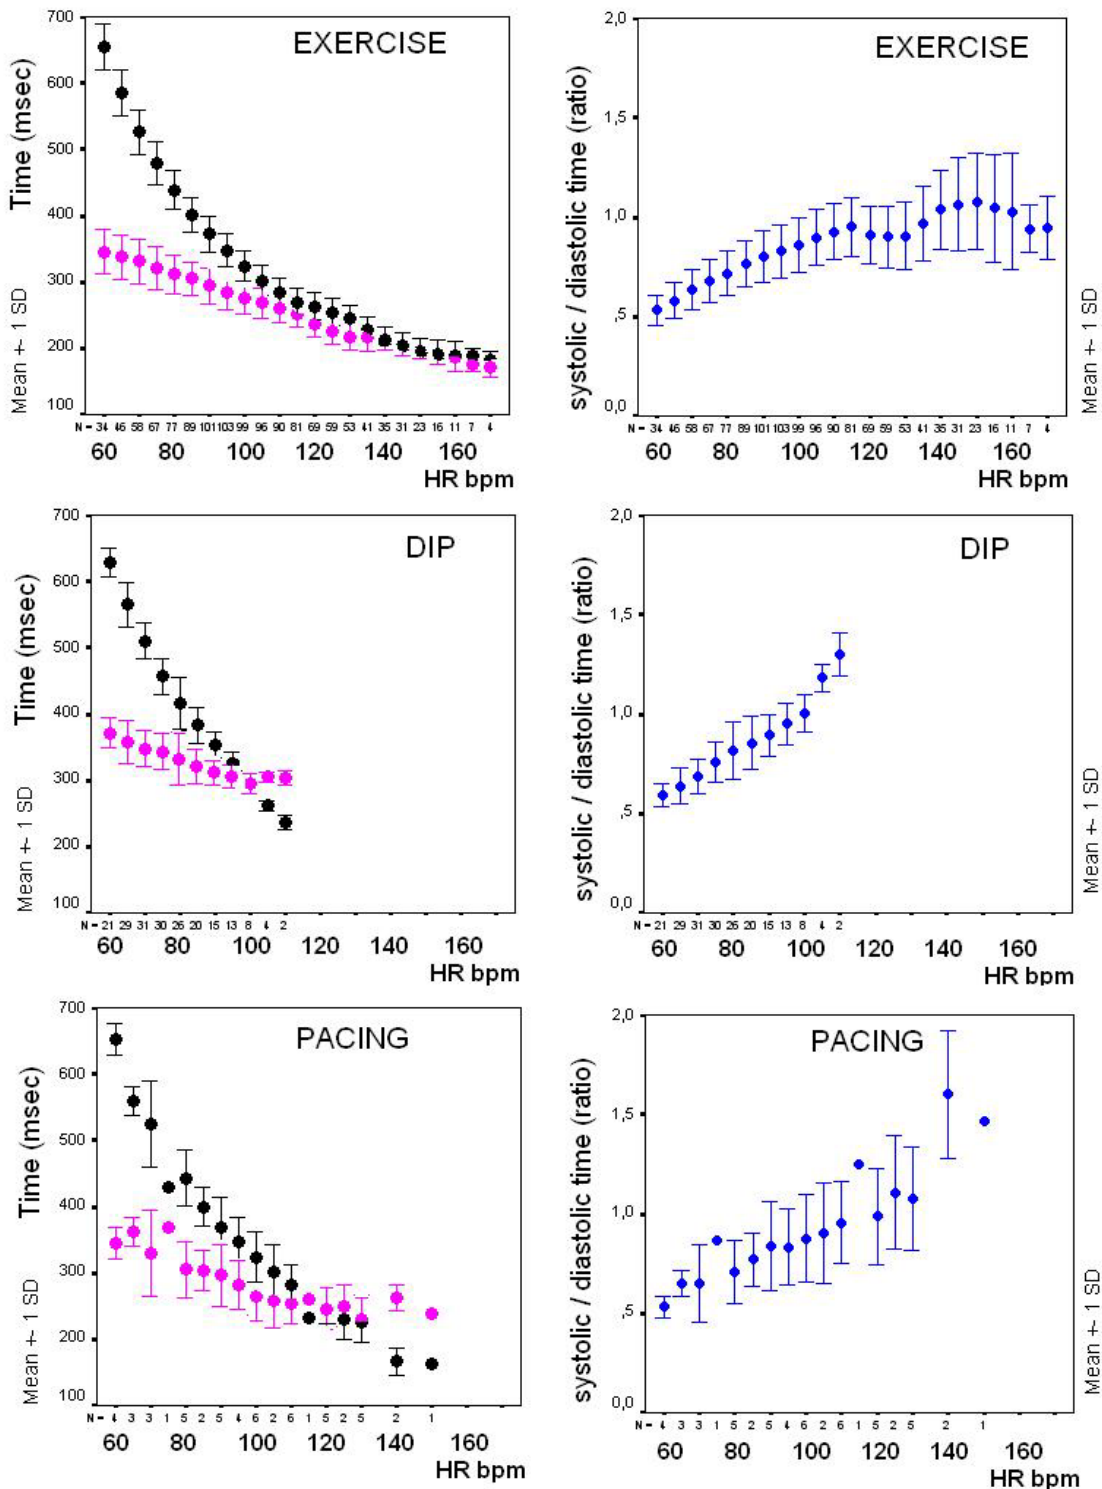 EXERCISE
Time (msec)
Mean +- 1 SD
700
600
500
400
300
200
100
N = 34 46 58 67 77 89 101 103 99 96 90 81 69 59 53 41 35 31 23 16 11 7 4
60 80 100 120 140 160
HR bpm
EXERCISE
systolic / diastolic time (ratio)
Mean +- 1 SD
2,0
1,5
1,0
,5
0,0
N = 34 46 58 67 77 89 101 103 99 96 90 81 69 59 53 41 35 31 23 16 11 7 4
60 80 100 120 140 160
HR bpm
DIP
Time (msec)
Mean +- 1 SD
700
600
500
400
300
200
100
N = 21 29 31 30 26 20 15 13 8 4 2
60 80 100 120 140 160
HR bpm
DIP
systolic / diastolic time (ratio)
Mean +- 1 SD
2,0
1,5
1,0
,5
0,0
N = 21 29 31 30 26 20 15 13 8 4 2
60 80 100 120 140 160
HR bpm
PACING
Time (msec)
Mean +- 1 SD
700
600
500
400
300
200
100
N = 4 3 3 1 5 2 5 4 6 2 6 1 5 2 5 2 1
60 80 100 120 140 160
HR bpm
PACING
systolic / diastolic time (ratio)
Mean +- 1 SD
2,0
1,5
1,0
,5
0,0
N = 4 3 3 1 5 2 5 4 6 2 6 1 5 2 5 2 1
60 80 100 120 140 160
HR bpm